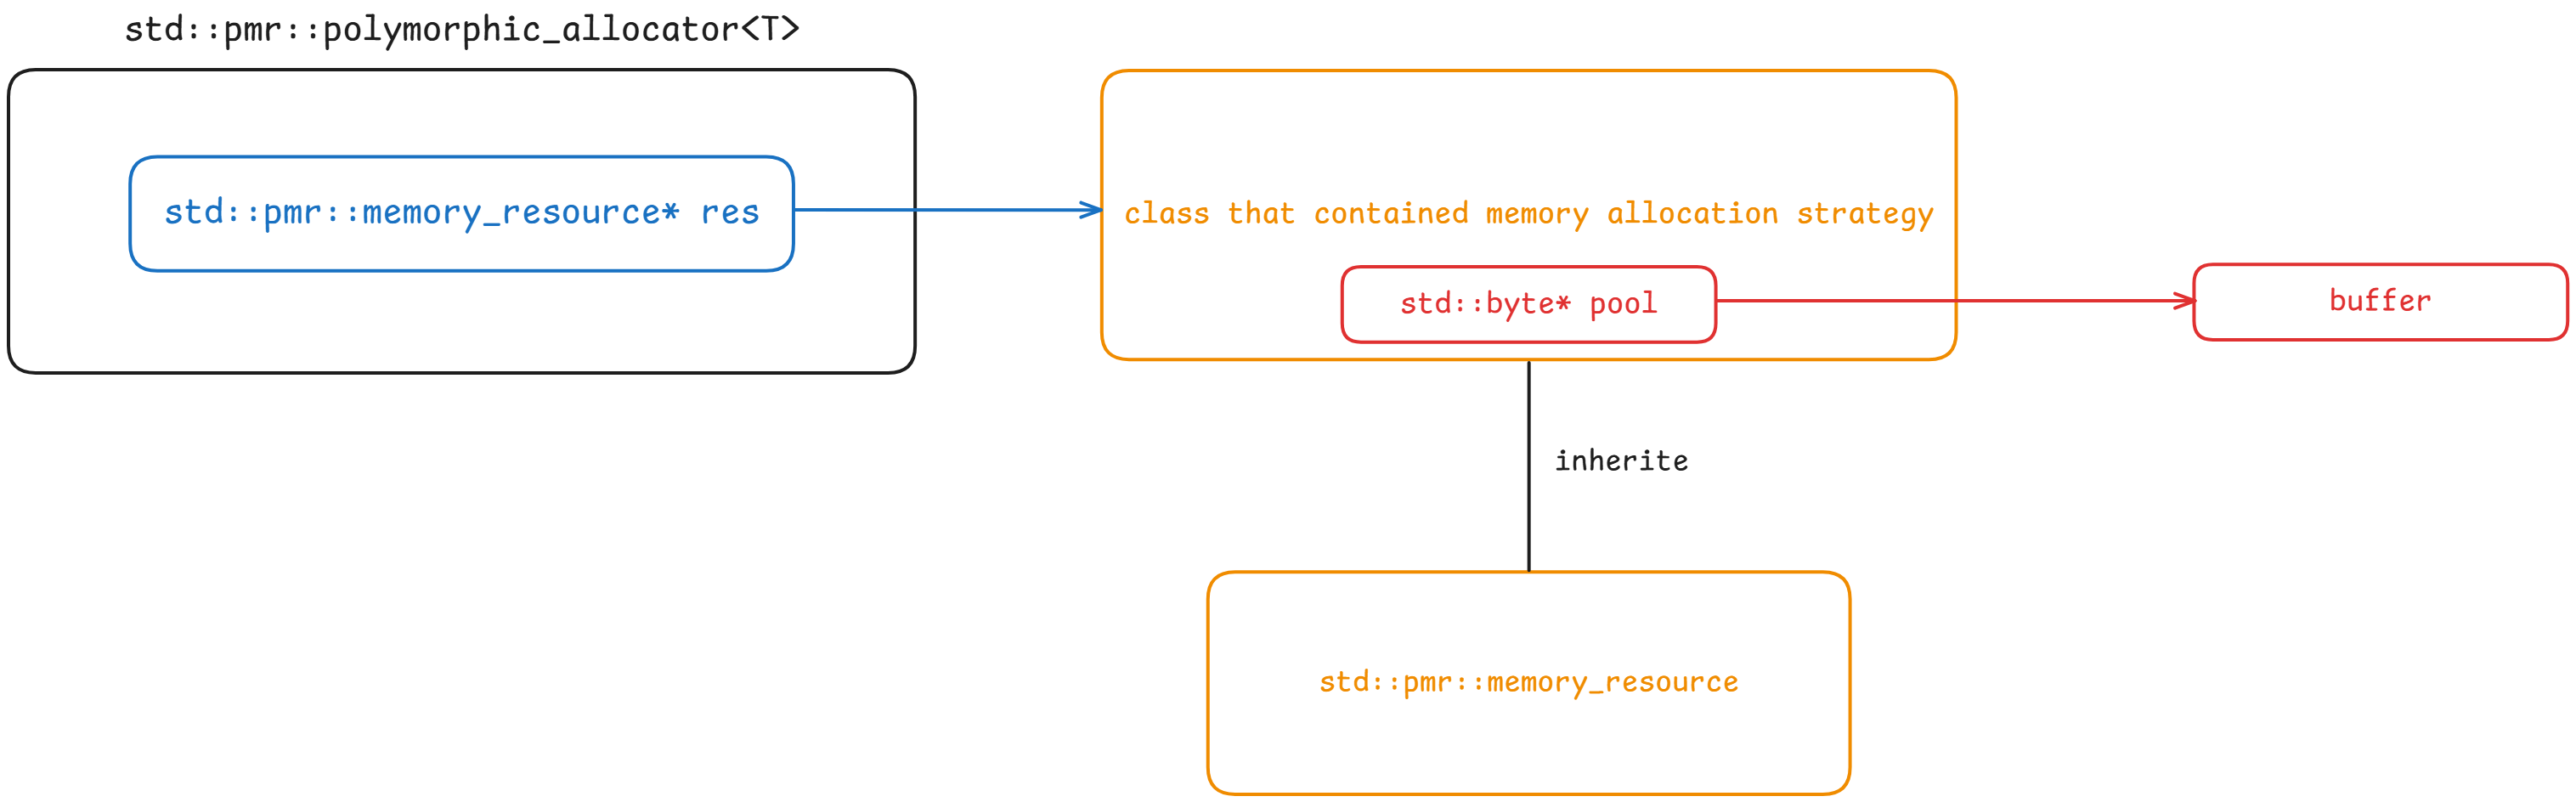 std::pmr::polymorphic_allocator<T>
std::pmr::memory_resource* res
class that contained memory allocation strategy
std::byte* pool
buffer
inherite
std::pmr::memory_resource